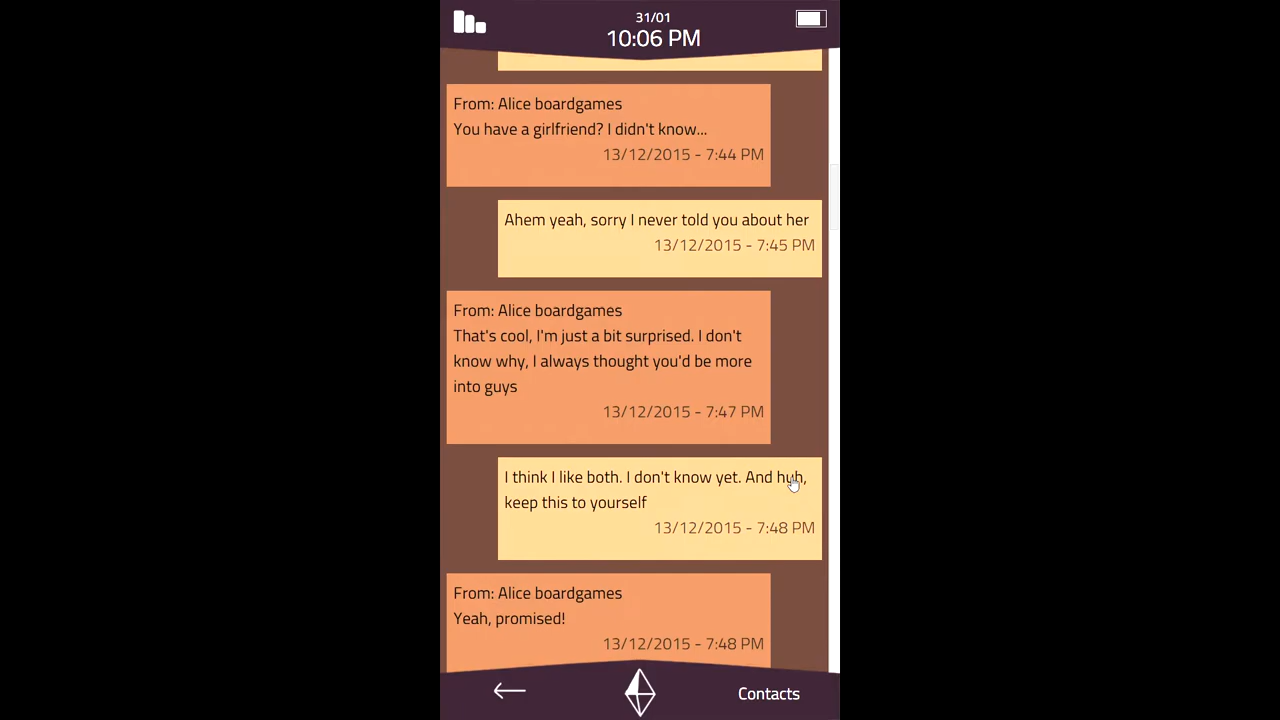 31/01
10:06 PM
From: Alice boardgames
You have a girlfriend? I didn't know...
13/12/2015 - 7:44 PM
Ahem yeah, sorry I never told you about her
13/12/2015 - 7:45 PM
From: Alice boardgames
That's cool, I'm just a bit surprised. I don't
know why, I always thought you'd be more
into guys
13/12/2015 - 7:47 PM
I think I like both. I don't know yet. And huh,
keep this to yourself
13/12/2015 - 7:48 PM
From: Alice boardgames
Yeah, promised!
13/12/2015 - 7:48 PM
Contacts